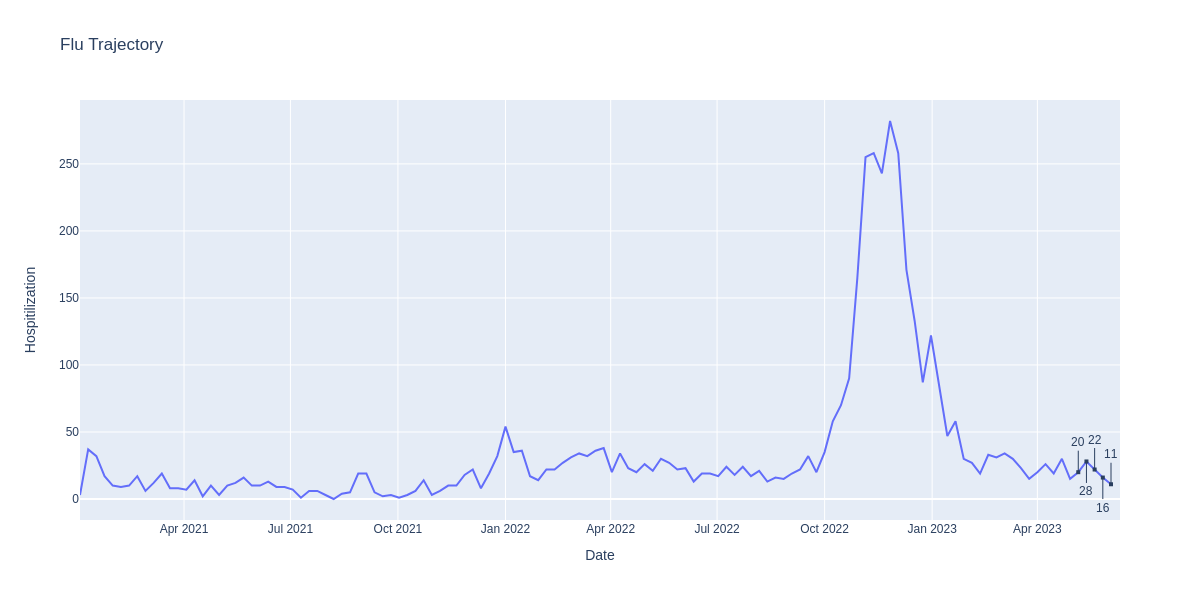 Flu Trajectory
Hospitilization
250
200
150
100
50
0
20
22
11
28
16
Apr 2021
Jul 2021
Oct 2021
Jan 2022
Apr 2022
Jul 2022
Oct 2022
Jan 2023
Apr 2023
Date